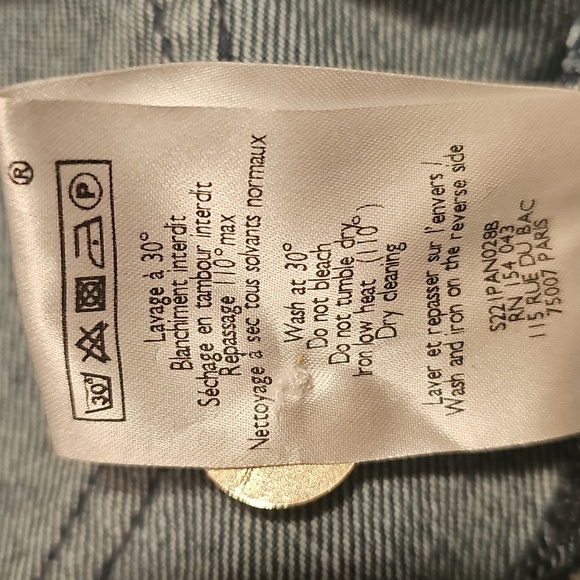 ®
30° P
Lavage à 30°
Blanchiment interdit
Séchage en tambour interdit
Repassage 110° max
Nettoyage à sec tous solvants normaux
Wash at 30°
Do not bleach
Do not tumble dry
Iron low heat (110°)
Dry cleaning
Laver et repasser sur l'envers /
Wash and iron on the reverse side
S221PAN028B
RN 154 043
115 RUE DU BAC
75007 PARIS